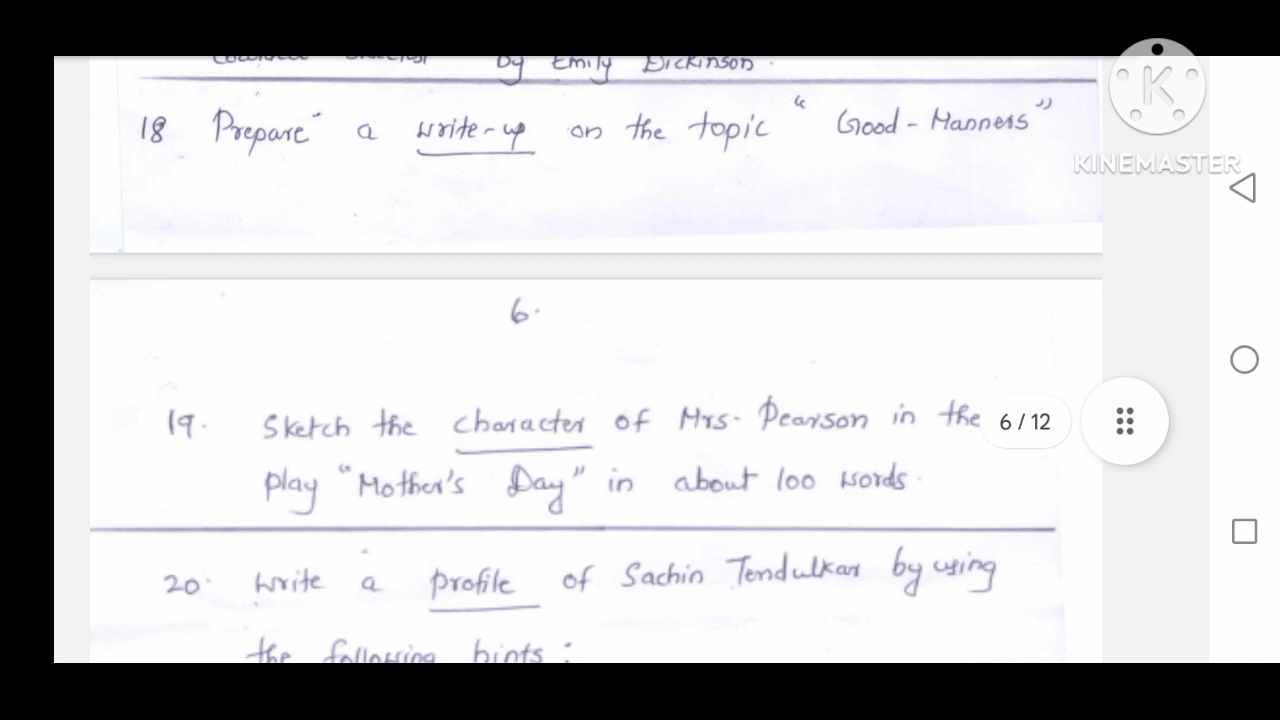 by Emily Dickinson.
18 Prepare a write-up on the topic "Good-Manners"
KINEMASTER
6.
19. Sketch the character of Mrs. Pearson in the
6 / 12
play "Mother's Day" in about 100 words.
20. Write a profile of Sachin Tendulkar by using
the following hints :